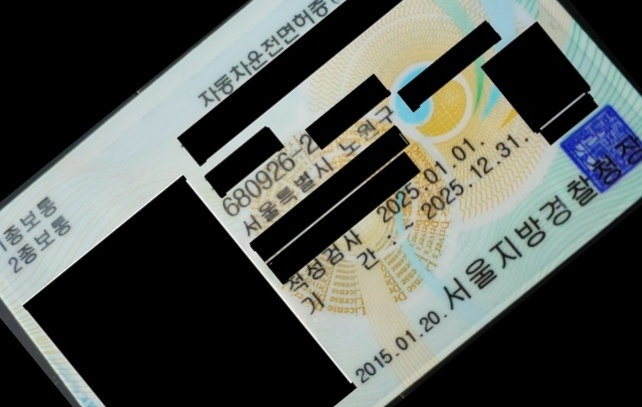 자동차운전면허증
1종보통
2종보통
680926-2
서울특별시 노원구
적성검사 2025.01.01.
기 간 : ~ 2025.12.31.
2015.01.20. 서울지방경찰청장